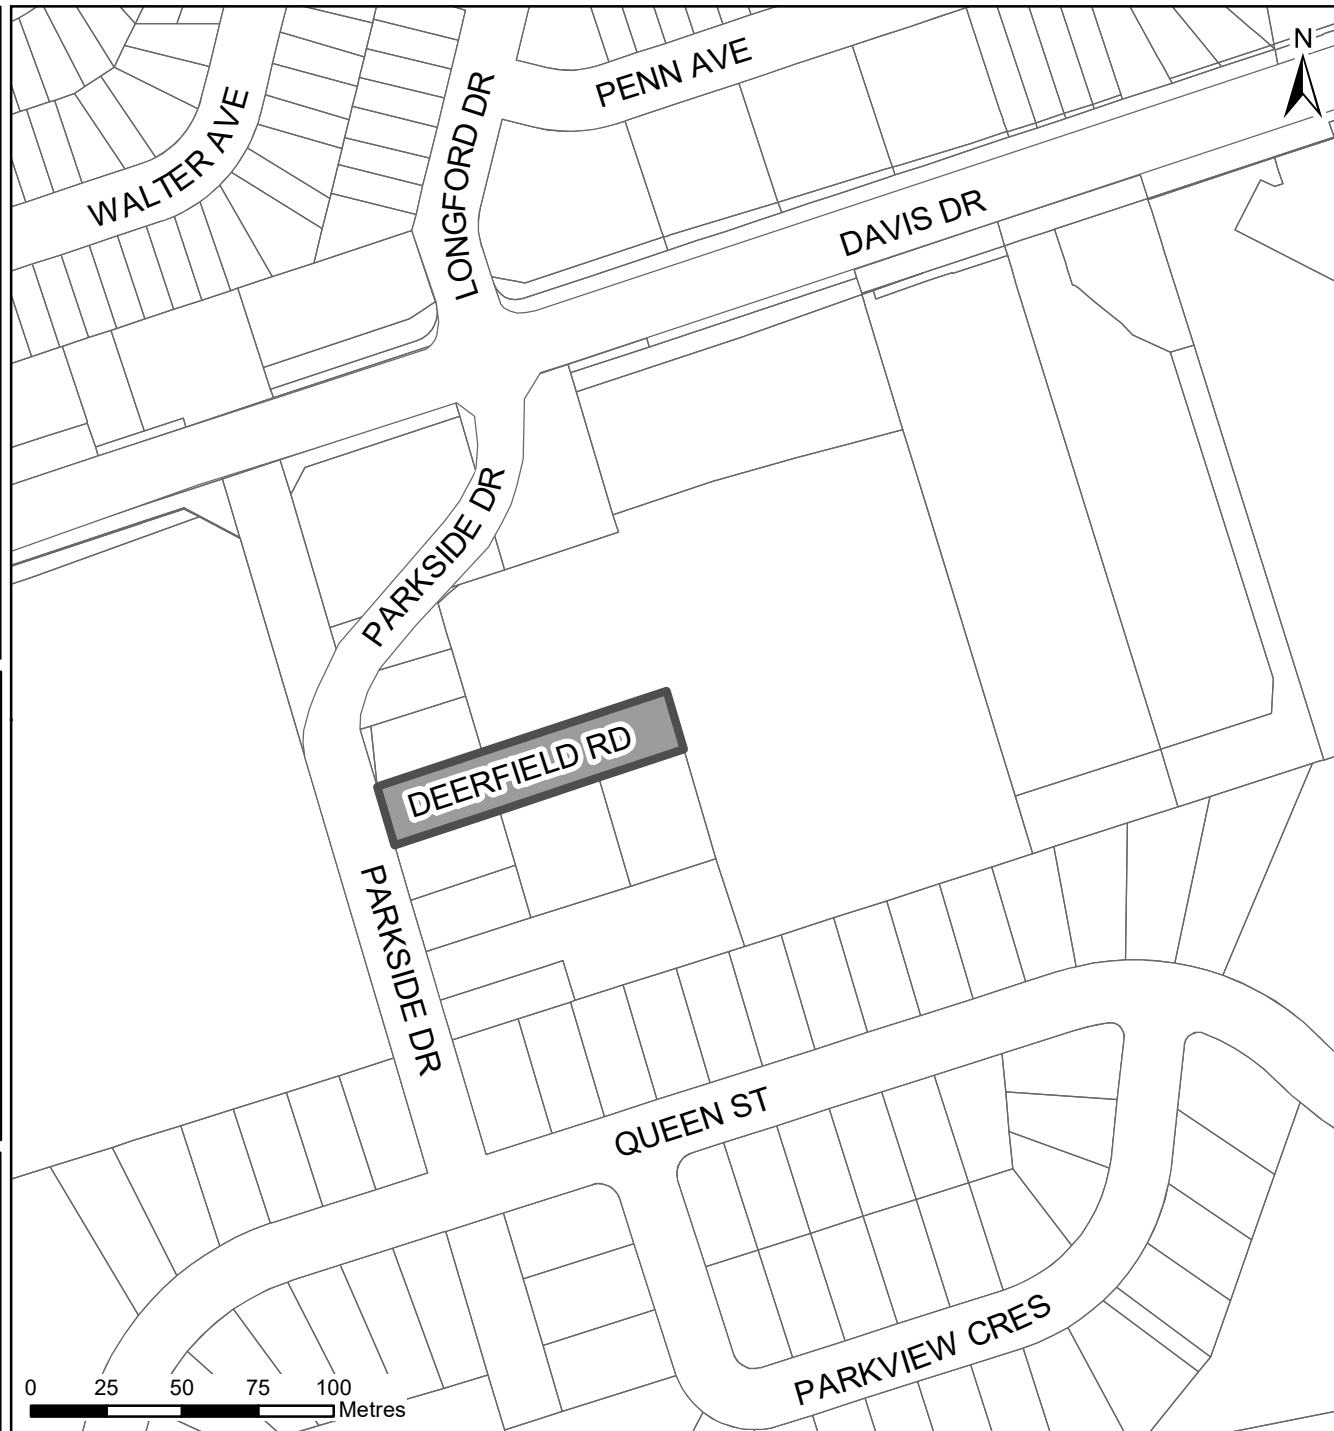 N
PENN AVE
WALTER AVE
LONGFORD DR
DAVIS DR
PARKSIDE DR
DEERFIELD RD
PARKSIDE DR
QUEEN ST
PARKVIEW CRES
0 25 50 75 100
Metres